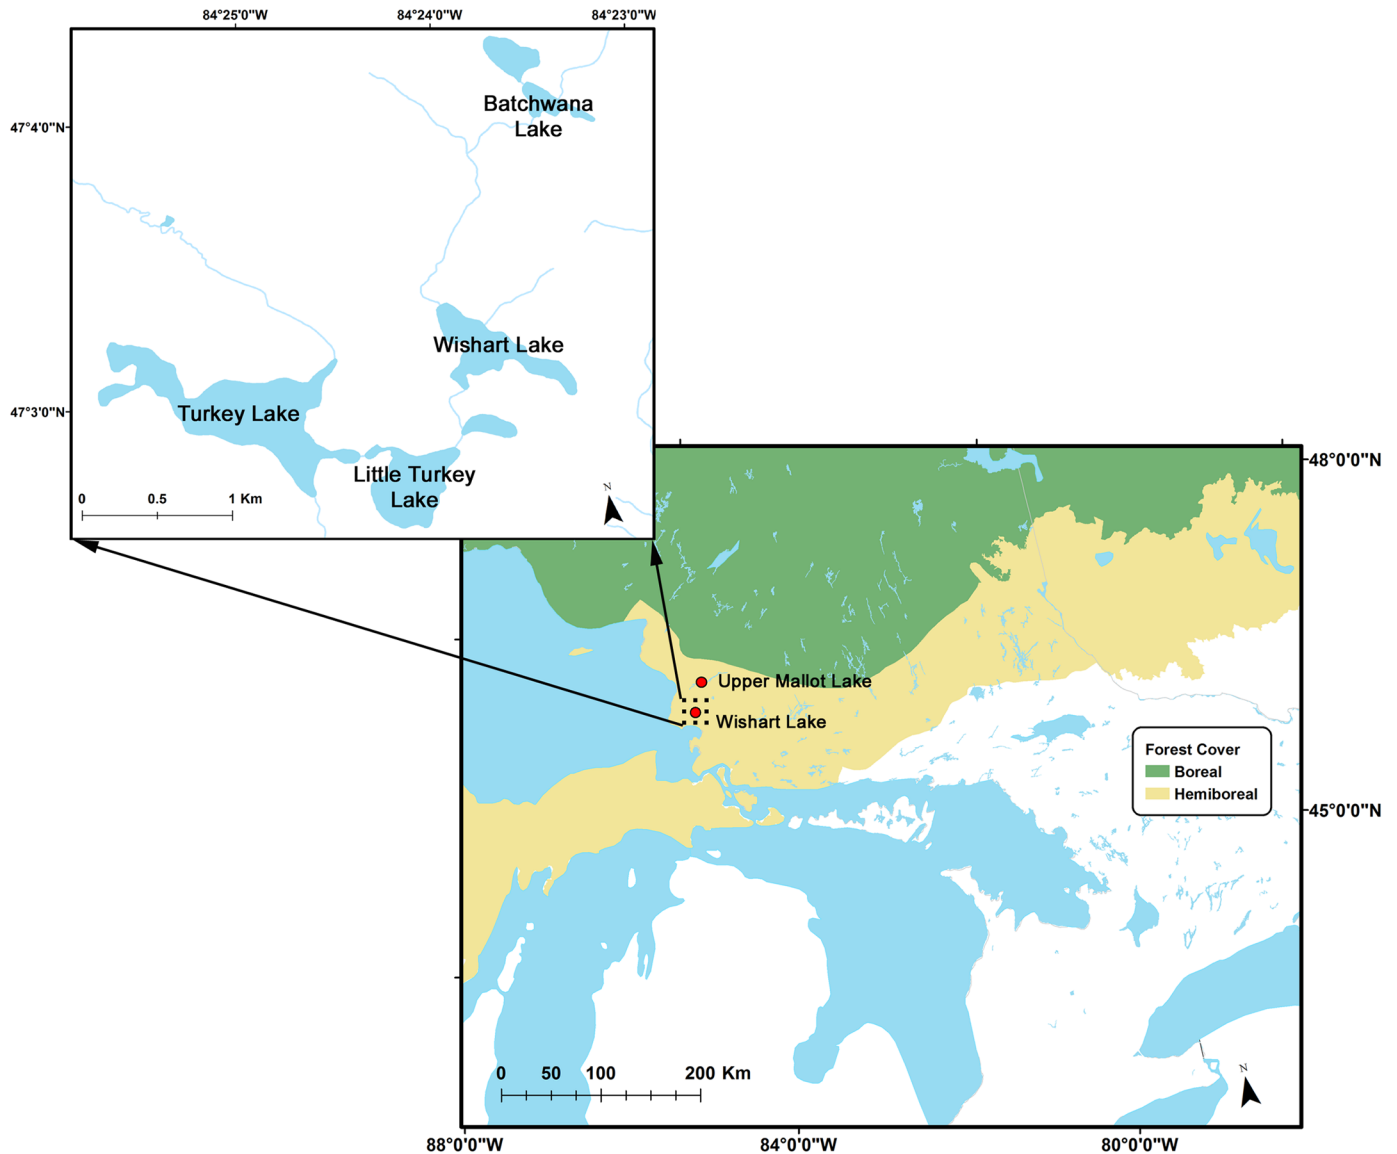 84°25'0"W 84°24'0"W 84°23'0"W
47°4'0"N
47°3'0"N
Batchwana
Lake
Wishart Lake
Turkey Lake
Little Turkey
Lake
0 0.5 1 Km
N
48°0'0"N
45°0'0"N
Upper Mallot Lake
Wishart Lake
Forest Cover
Boreal
Hemiboreal
0 50 100 200 Km
N
88°0'0"W 84°0'0"W 80°0'0"W